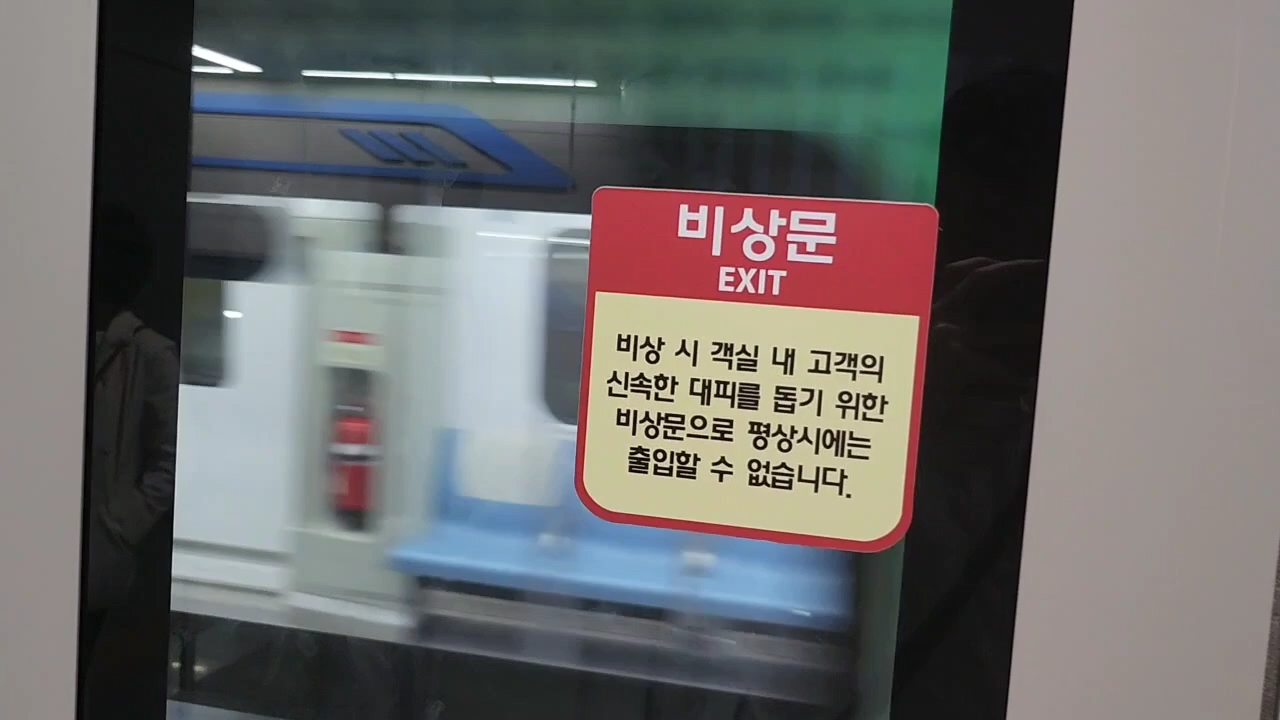 비상문
EXIT
비상 시 객실 내 고객의
신속한 대피를 돕기 위한
비상문으로 평상시에는
출입할 수 없습니다.